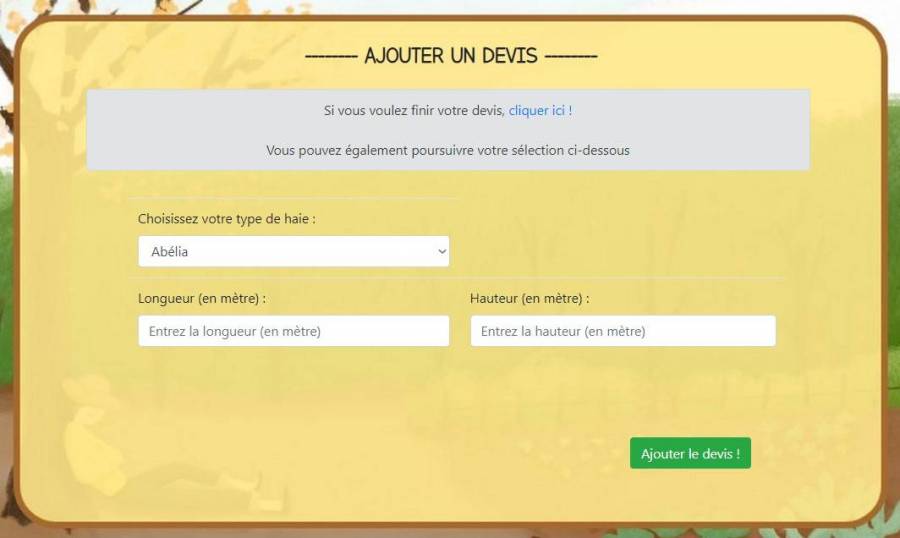 -------- AJOUTER UN DEVIS --------
Si vous voulez finir votre devis, cliquer ici !
Vous pouvez également poursuivre votre sélection ci-dessous
Choisissez votre type de haie :
Abélia
Longueur (en mètre) :
Hauteur (en mètre) :
Entrez la longueur (en mètre)
Entrez la hauteur (en mètre)
Ajouter le devis !